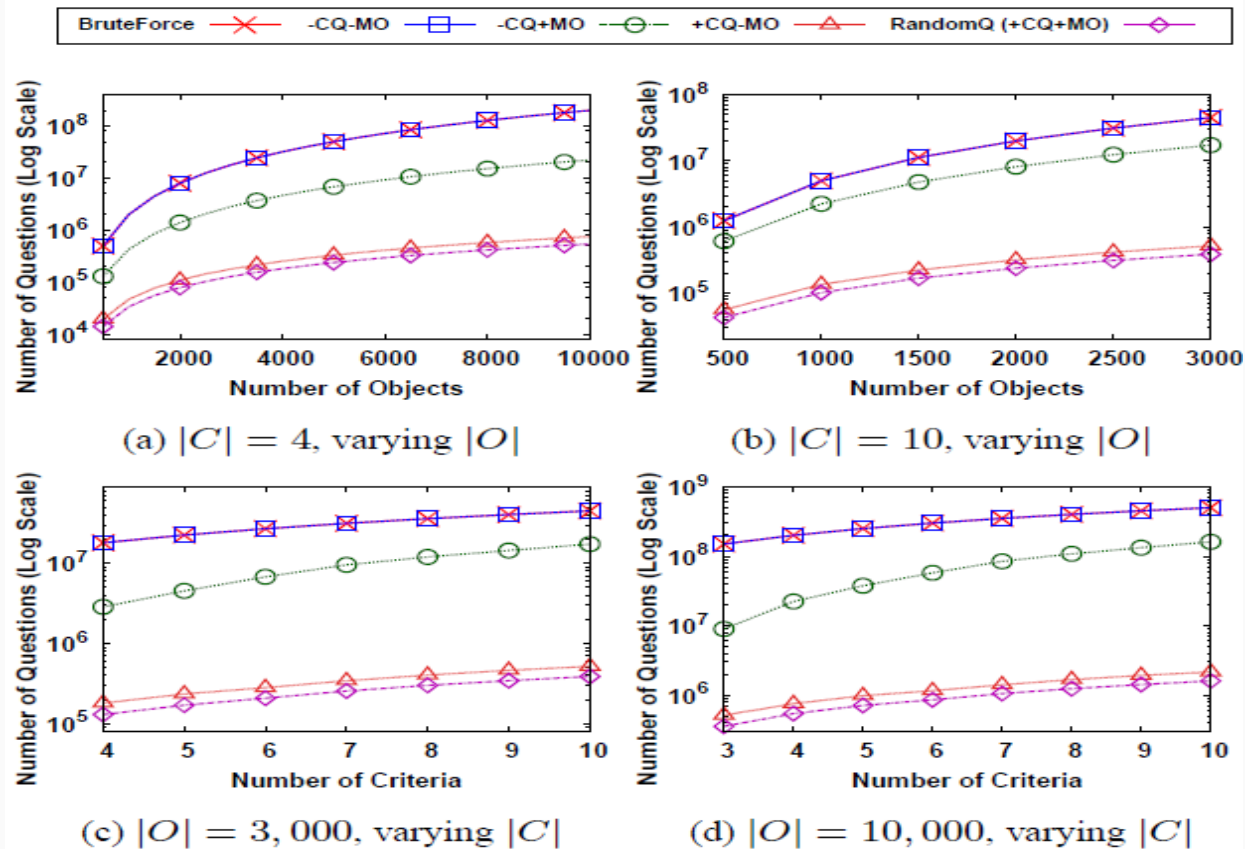 BruteForce -CQ-MO -CQ+MO +CQ-MO RandomQ (+CQ+MO)
Number of Questions (Log Scale)
10^8
10^7
10^6
10^5
10^4
2000 4000 6000 8000 10000
Number of Objects
(a) |C| = 4, varying |O|
Number of Questions (Log Scale)
10^8
10^7
10^6
10^5
500 1000 1500 2000 2500 3000
Number of Objects
(b) |C| = 10, varying |O|
Number of Questions (Log Scale)
10^7
10^6
10^5
4 5 6 7 8 9 10
Number of Criteria
(c) |O| = 3, 000, varying |C|
Number of Questions (Log Scale)
10^9
10^8
10^7
10^6
3 4 5 6 7 8 9 10
Number of Criteria
(d) |O| = 10, 000, varying |C|